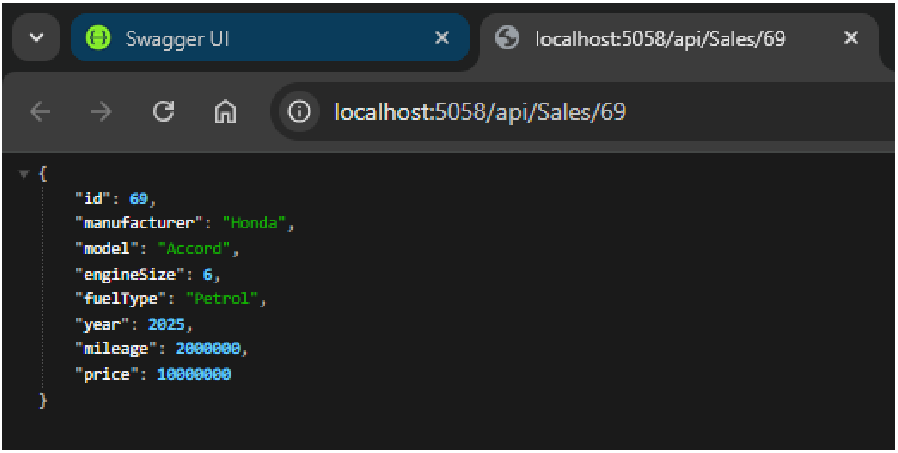 Swagger UI
localhost:5058/api/Sales/69
localhost:5058/api/Sales/69
{
"id": 69,
"manufacturer": "Honda",
"model": "Accord",
"engineSize": 6,
"fuelType": "Petrol",
"year": 2025,
"mileage": 2000000,
"price": 10000000
}